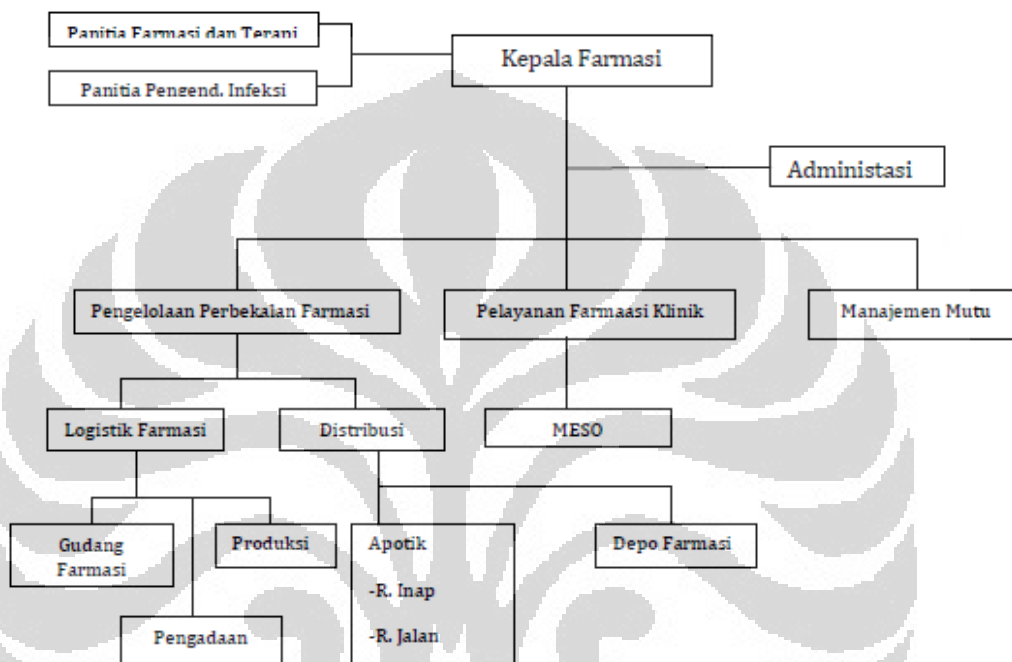 Panitia Farmasi dan Terapi
Kepala Farmasi
Panitia Pengend. Infeksi
Administasi
Pengelolaan Perbekalan Farmasi
Pelayanan Farmaasi Klinik
Manajemen Mutu
Logistik Farmasi
Distribusi
MESO
Gudang
Farmasi
Produksi
Apotik
Depo Farmasi
-R. Inap
-R. Jalan
Pengadaan